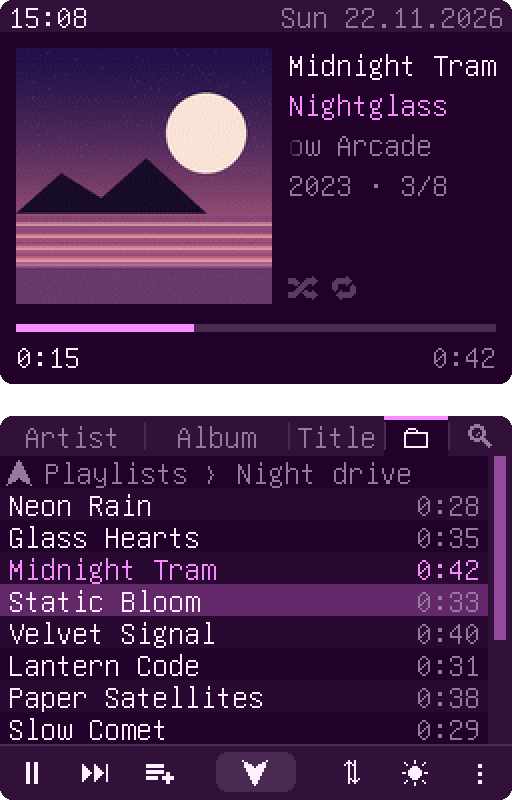 15:08 Sun 22.11.2026
Midnight Tram
Nightglass
ow Arcade
2023 · 3/8
0:15 0:42
Artist Album Title
Playlists › Night drive
Neon Rain 0:28
Glass Hearts 0:35
Midnight Tram 0:42
Static Bloom 0:33
Velvet Signal 0:40
Lantern Code 0:31
Paper Satellites 0:38
Slow Comet 0:29